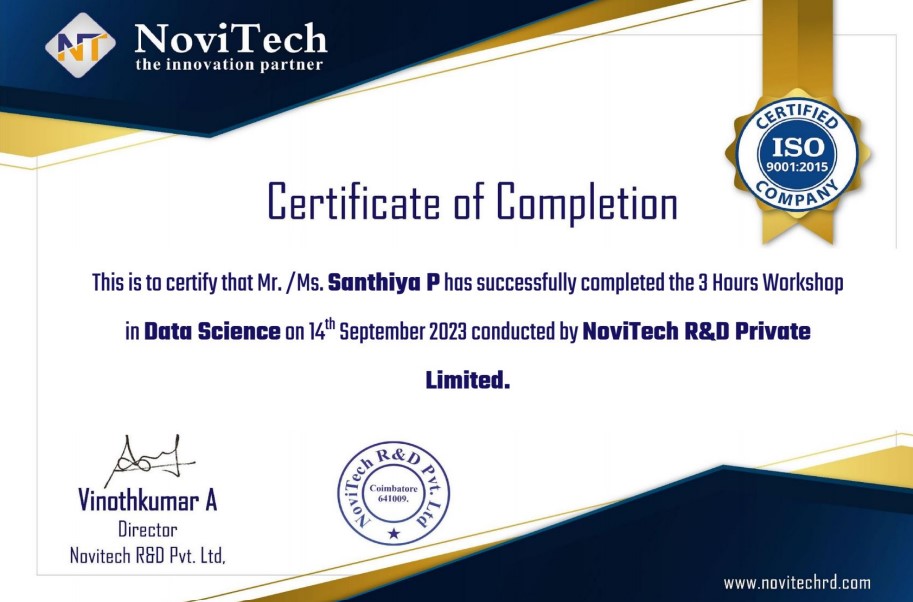 NT
NoviTech
the innovation partner
CERTIFIED
ISO
9001:2015
COMPANY
Certificate of Completion
This is to certify that Mr. /Ms. Santhiya P has successfully completed the 3 Hours Workshop
in Data Science on 14th September 2023 conducted by NoviTech R&D Private
Limited.
Vinothkumar A
Director
Novitech R&D Pvt. Ltd,
NoviTech R&D Pvt. Ltd
Coimbatore
641009.
www.novitechrd.com